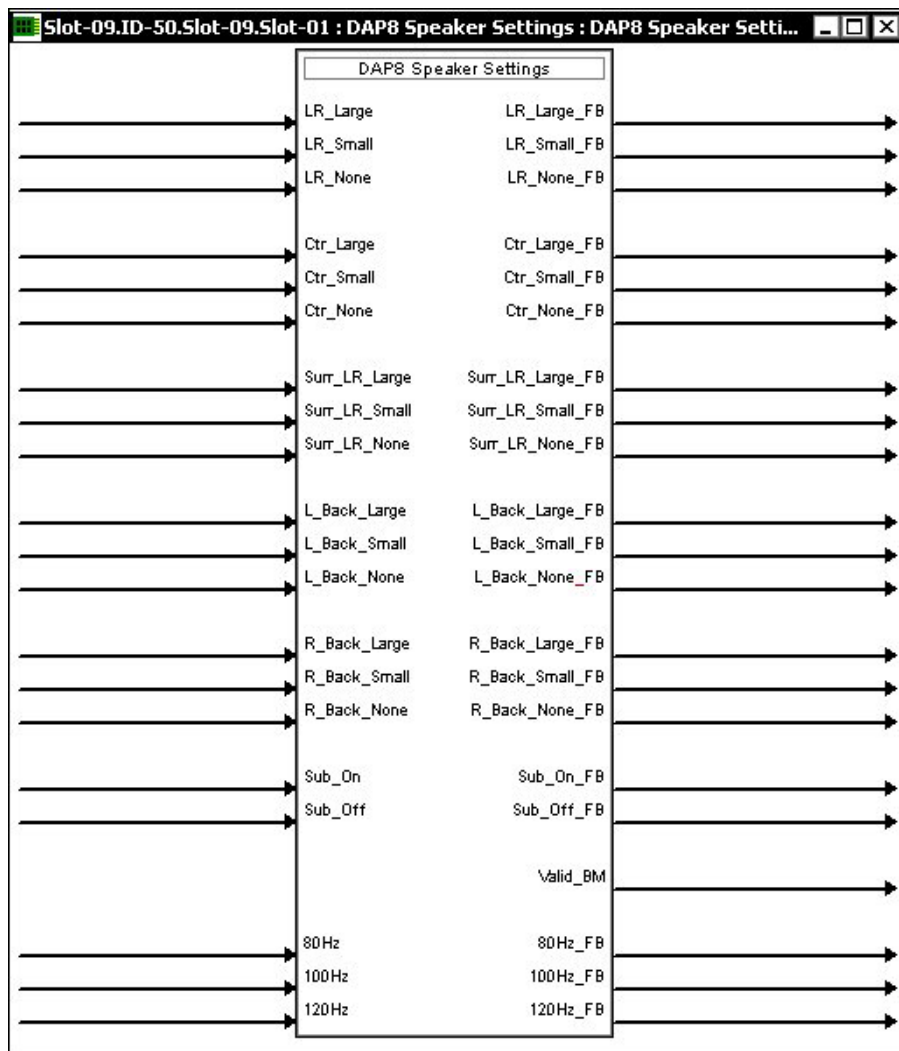 Slot-09.ID-50.Slot-09.Slot-01 : DAP8 Speaker Settings : DAP8 Speaker Setti...
DAP8 Speaker Settings
LR_Large LR_Large_FB
LR_Small LR_Small_FB
LR_None LR_None_FB
Ctr_Large Ctr_Large_FB
Ctr_Small Ctr_Small_FB
Ctr_None Ctr_None_FB
Surr_LR_Large Surr_LR_Large_FB
Surr_LR_Small Surr_LR_Small_FB
Surr_LR_None Surr_LR_None_FB
L_Back_Large L_Back_Large_FB
L_Back_Small L_Back_Small_FB
L_Back_None L_Back_None_FB
R_Back_Large R_Back_Large_FB
R_Back_Small R_Back_Small_FB
R_Back_None R_Back_None_FB
Sub_On Sub_On_FB
Sub_Off Sub_Off_FB
Valid_BM
80Hz 80Hz_FB
100Hz 100Hz_FB
120Hz 120Hz_FB